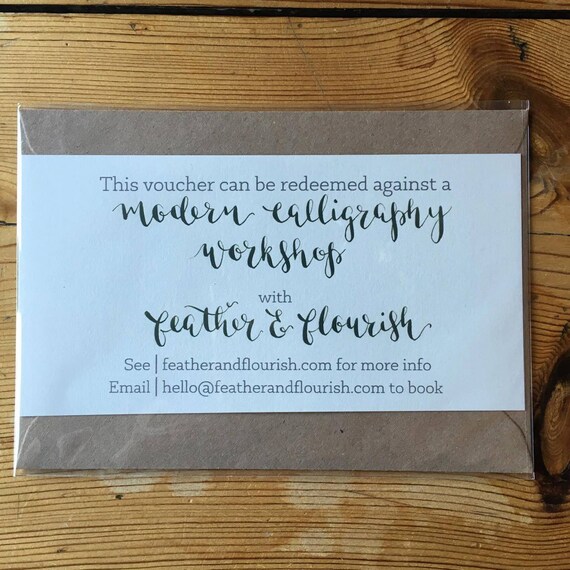 This voucher can be redeemed against a
modern calligraphy
workshop
with
feather & flourish
See | featherandflourish.com for more info
Email | hello@featherandflourish.com to book